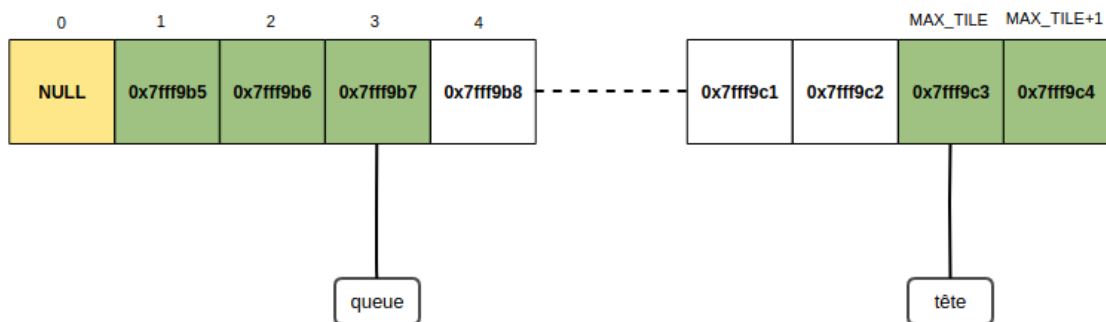 0 1 2 3 4 MAX_TILE MAX_TILE+1
NULL 0x7fff9b5 0x7fff9b6 0x7fff9b7 0x7fff9b8 0x7fff9c1 0x7fff9c2 0x7fff9c3 0x7fff9c4
queue tête